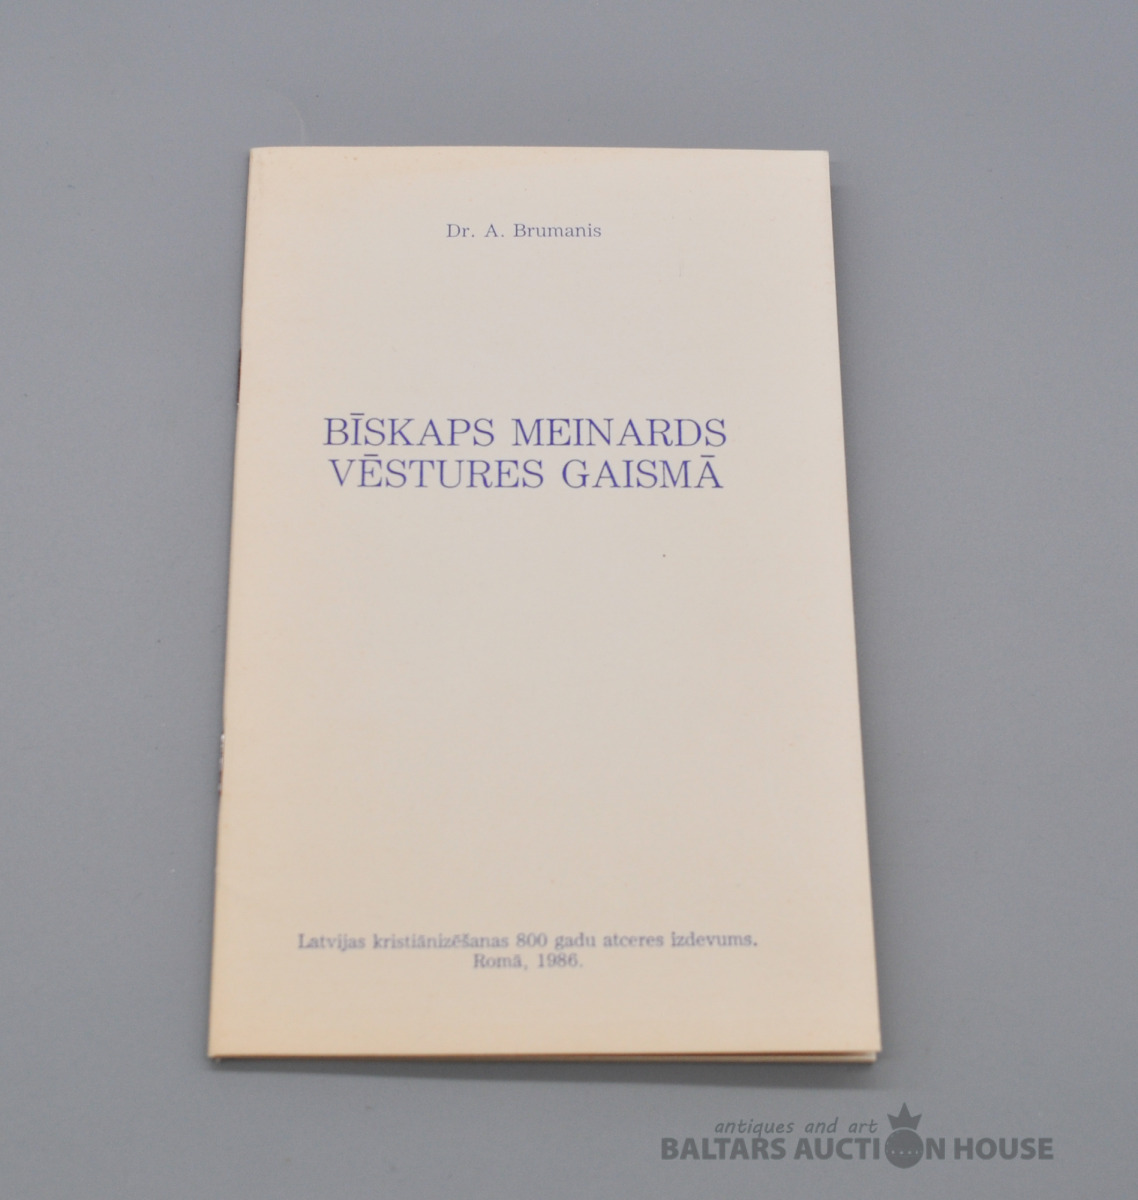 Dr. A. Brumanis
BĪSKAPS MEINARDS
VĒSTURES GAISMĀ
Latvijas kristiānizēšanas 800 gadu atceres izdevums.
Romā, 1986.
antiques and art
BALTARS AUCTION HOUSE